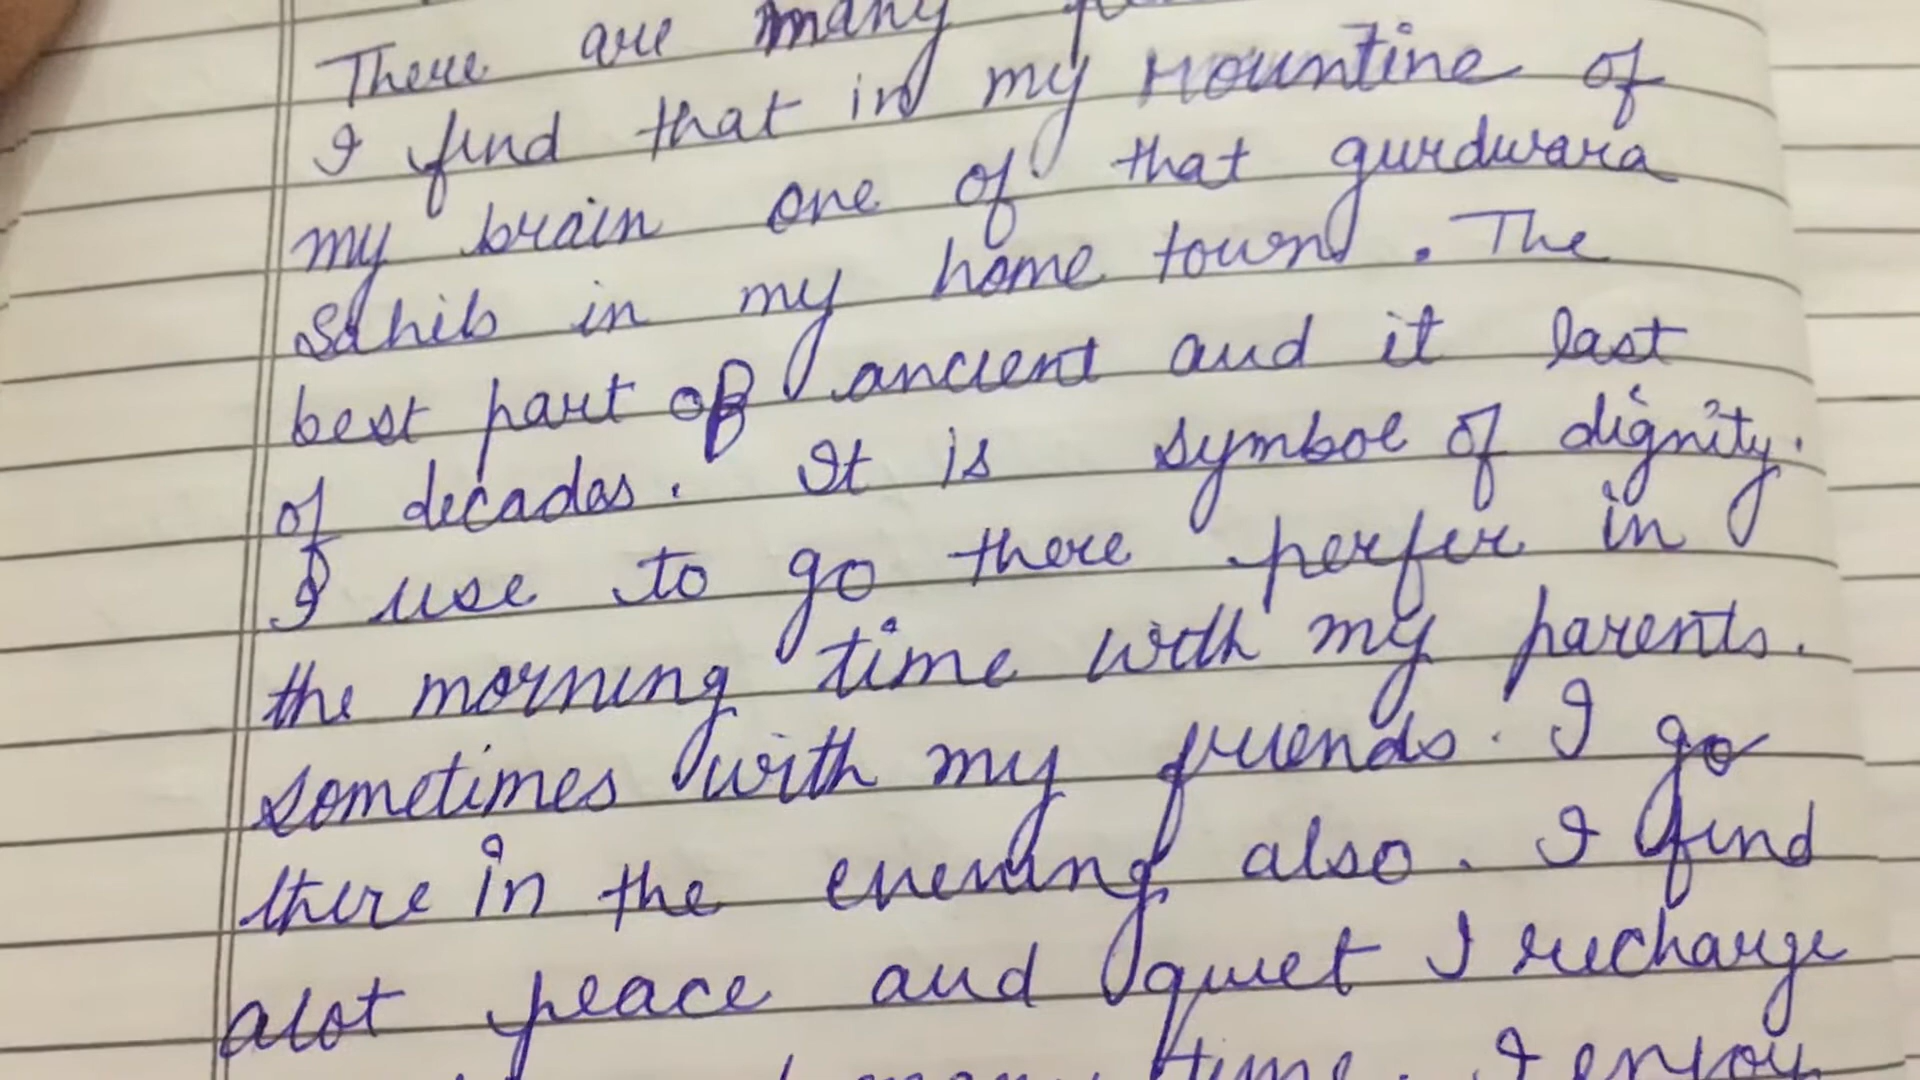 There are many
I find that in my rountine of
my brain one of that gurdwara
Sahib in my home town. The
best part of ancient and it last
of decadas. It is symbol of dignity.
I use to go there perfer in
the morning time with my parents.
sometimes with my friends. I go
there in the evening also. I find
alot peace and quiet I recharge
time. I enjoy